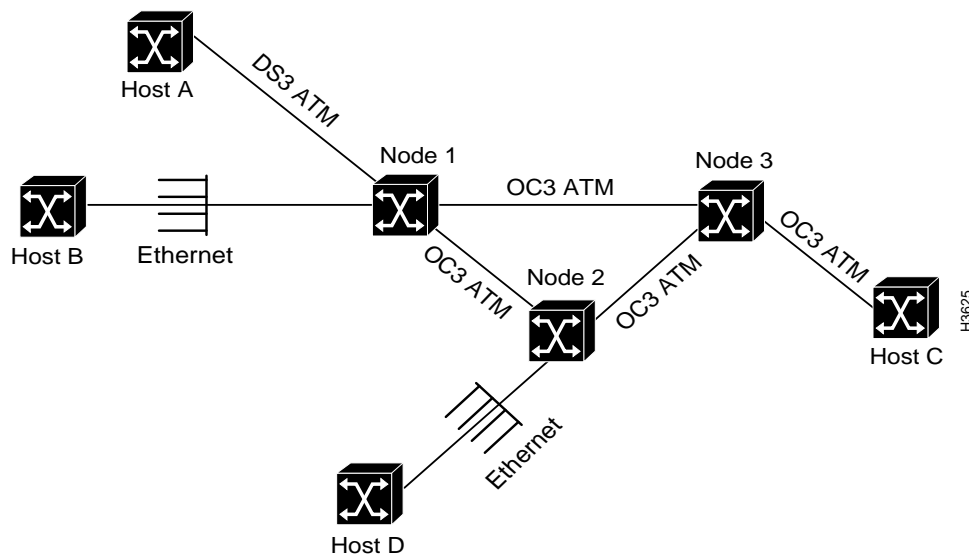 Host A
DS3 ATM
Node 1
Node 3
OC3 ATM
Host B
Ethernet
OC3 ATM
Node 2
OC3 ATM
OC3 ATM
Host C
H3625
Ethernet
Host D